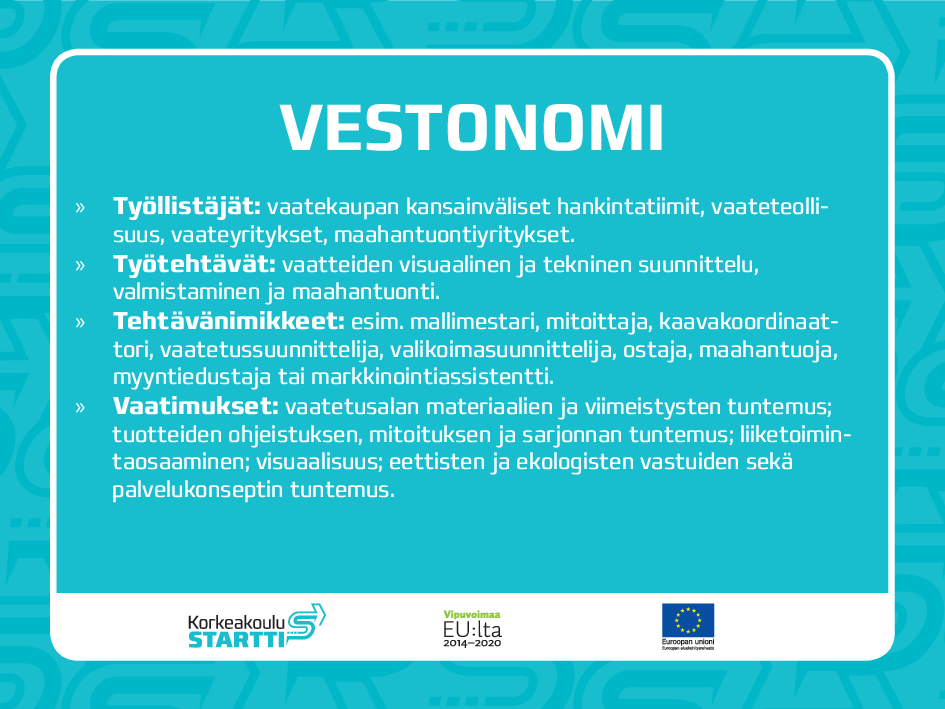 VESTONOMI
» Työllistäjät: vaatekaupan kansainväliset hankintatiimit, vaateteolli-
suus, vaateyritykset, maahantuontiyritykset.
» Työtehtävät: vaatteiden visuaalinen ja tekninen suunnittelu,
valmistaminen ja maahantuonti.
» Tehtävänimikkeet: esim. mallimestari, mitoittaja, kaavakoordinaat-
tori, vaatetussuunnittelija, valikoimasuunnittelija, ostaja, maahantuoja,
myyntiedustaja tai markkinointiassistentti.
» Vaatimukset: vaatetusalan materiaalien ja viimeistysten tuntemus;
tuotteiden ohjeistuksen, mitoituksen ja sarjonnan tuntemus; liiketoimin-
taosaaminen; visuaalisuus; eettisten ja ekologisten vastuiden sekä
palvelukonseptin tuntemus.
Korkeakoulu
STARTTI
Vipuvoimaa
EU:lta
2014–2020
Euroopan unioni
Euroopan aluekehitysrahasto